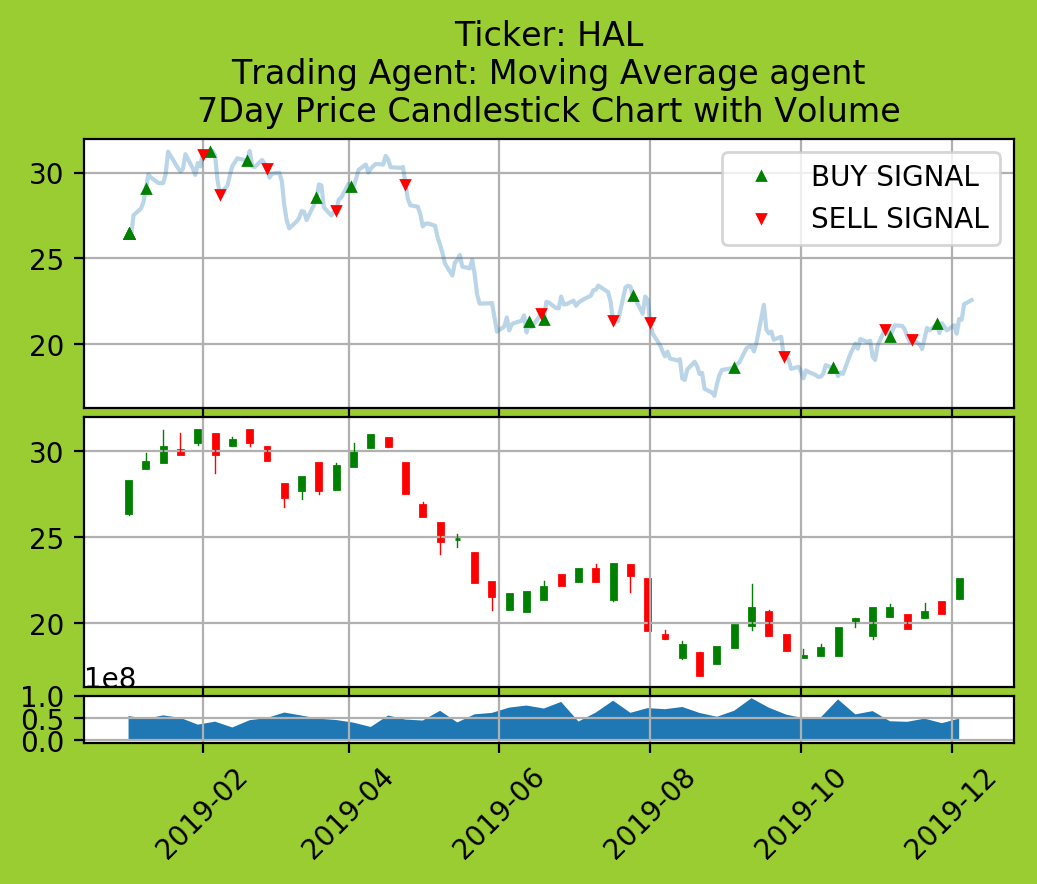 Ticker: HAL
Trading Agent: Moving Average agent
7Day Price Candlestick Chart with Volume
30
25
20
BUY SIGNAL
SELL SIGNAL
30
25
20
1e8
1.0
0.5
0.0
2019-02
2019-04
2019-06
2019-08
2019-10
2019-12